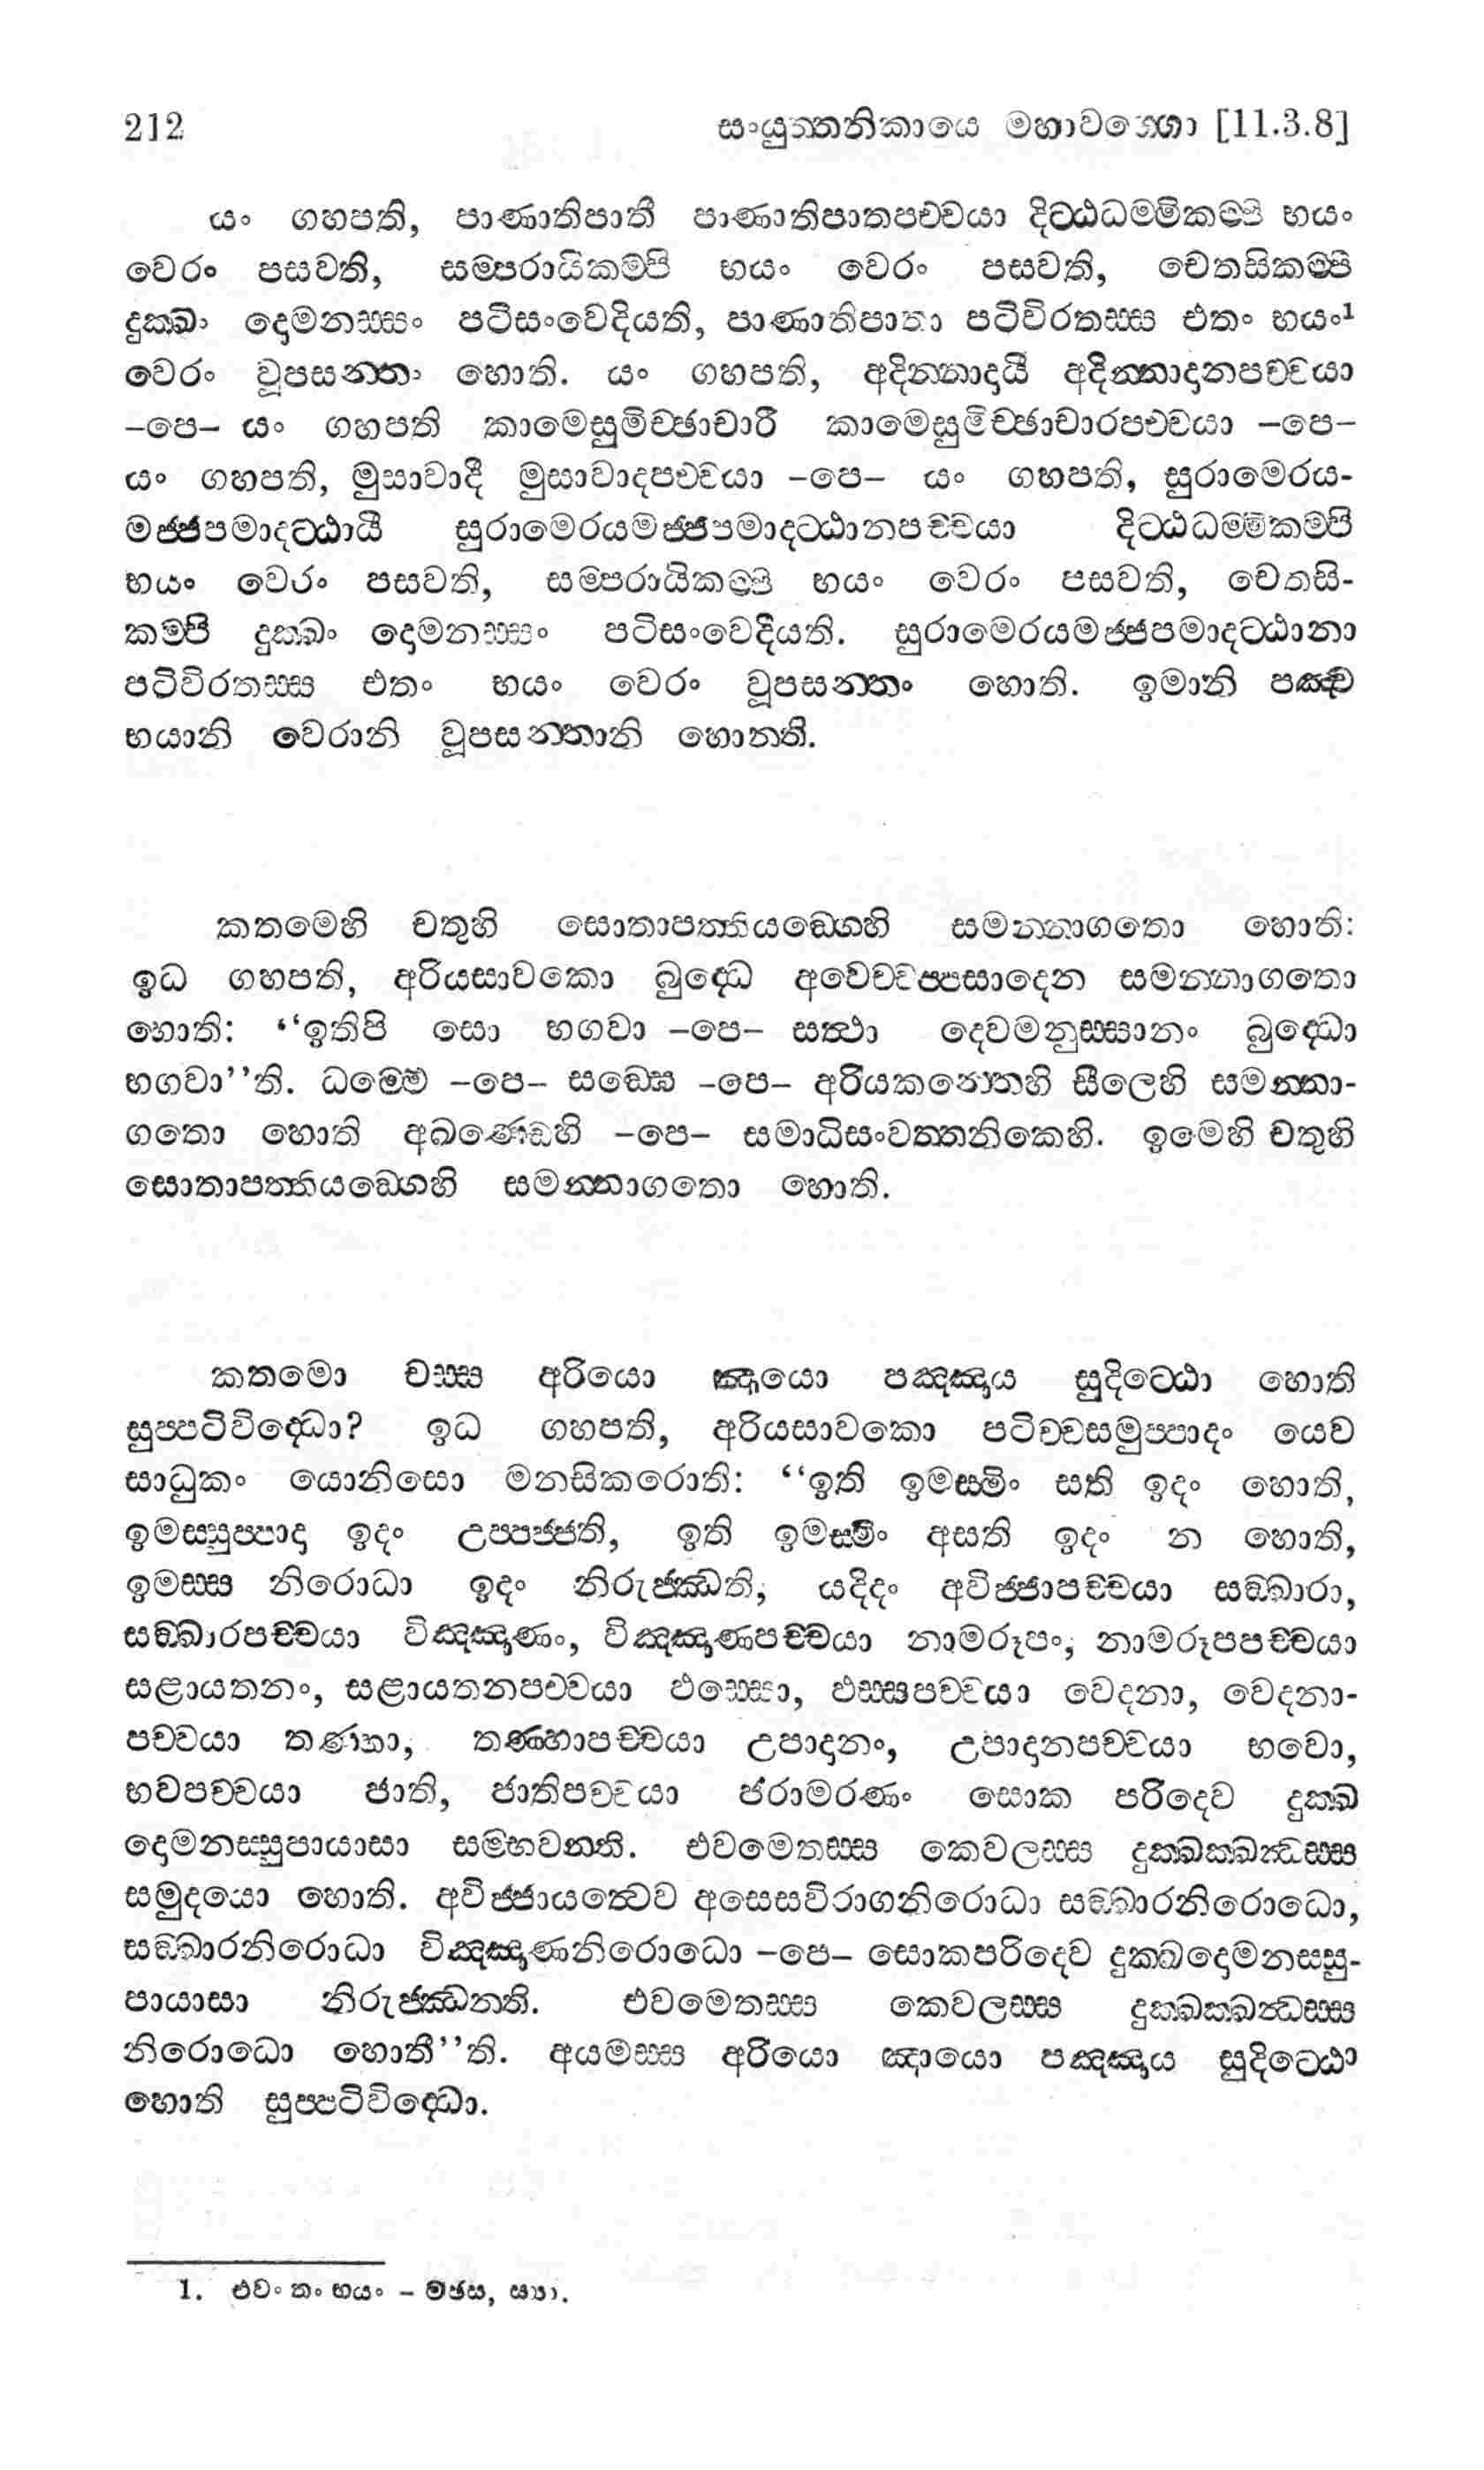 212 සංයුත්තනිකායෙ මහාවග්ගො [11.3.8]
යං ගහපති, පාණාතිපාතී පාණාතිපාතපච්චයා දිට්ඨධම්මිකම්පි භයං
වෙරං පසවති, සම්පරායිකම්පි භයං වෙරං පසවති, චෙතසිකම්පි
දුක්ඛං දොමනස්සං පටිසංවෙදියති, පාණාතිපාතා පටිවිරතස්ස එතං භයං¹
වෙරං වූපසන්තං හොති. යං ගහපති, අදින්නාදායී අදින්නාදානපච්චයා
–පෙ– යං ගහපති කාමෙසුමිච්ඡාචාරී කාමෙසුමිච්ඡාචාරපච්චයා –පෙ–
යං ගහපති, මුසාවාදී මුසාවාදපච්චයා –පෙ– යං ගහපති, සුරාමෙරය-
මජ්ජපමාදට්ඨායී සුරාමෙරයමජ්ජපමාදට්ඨානපච්චයා දිට්ඨධම්මිකම්පි
භයං වෙරං පසවති, සම්පරායිකම්පි භයං වෙරං පසවති, චෙතසි-
කම්පි දුක්ඛං දොමනස්සං පටිසංවෙදියති. සුරාමෙරයමජ්ජපමාදට්ඨානා
පටිවිරතස්ස එතං භයං වෙරං වූපසන්තං හොති. ඉමානි පඤ්ච
භයානි වෙරානි වූපසන්තානි හොන්ති.
කතමෙහි චතුහි සොතාපත්තියඞ්ගෙහි සමන්නාගතො හොති:
ඉධ ගහපති, අරියසාවකො බුද්ධෙ අවෙච්චප්පසාදෙන සමන්නාගතො
හොති: “ඉතිපි සො භගවා –පෙ– සත්ථා දෙවමනුස්සානං බුද්ධො
භගවා”ති. ධම්මෙ –පෙ– සඞ්ඝෙ –පෙ– අරියකන්තෙහි සීලෙහි සමන්නා-
ගතො හොති අඛණ්ඩෙහි –පෙ– සමාධිසංවත්තනිකෙහි. ඉමෙහි චතුහි
සොතාපත්තියඞ්ගෙහි සමන්නාගතො හොති.
කතමො චස්ස අරියො ඤායො පඤ්ඤාය සුදිට්ඨො හොති
සුප්පටිවිද්ධො? ඉධ ගහපති, අරියසාවකො පටිච්චසමුප්පාදං යෙව
සාධුකං යොනිසො මනසිකරොති: “ඉති ඉමස්මිං සති ඉදං හොති,
ඉමස්සුප්පාදා ඉදං උප්පජ්ජති, ඉති ඉමස්මිං අසති ඉදං න හොති,
ඉමස්ස නිරොධා ඉදං නිරුජ්ඣති, යදිදං අවිජ්ජාපච්චයා සඞ්ඛාරා,
සඞ්ඛාරපච්චයා විඤ්ඤාණං, විඤ්ඤාණපච්චයා නාමරූපං, නාමරූපපච්චයා
සළායතනං, සළායතනපච්චයා ඵස්සො, ඵස්සපච්චයා වෙදනා, වෙදනා-
පච්චයා තණ්හා, තණ්හාපච්චයා උපාදානං, උපාදානපච්චයා භවො,
භවපච්චයා ජාති, ජාතිපච්චයා ජරාමරණං සොක පරිදෙව දුක්ඛ
දොමනස්සුපායාසා සම්භවන්ති. එවමෙතස්ස කෙවලස්ස දුක්ඛක්ඛන්ධස්ස
සමුදයො හොති. අවිජ්ජායත්වෙව අසෙසවිරාගනිරොධා සඞ්ඛාරනිරොධො,
සඞ්ඛාරනිරොධා විඤ්ඤාණනිරොධො –පෙ– සොකපරිදෙව දුක්ඛදොමනස්සු-
පායාසා නිරුජ්ඣන්ති. එවමෙතස්ස කෙවලස්ස දුක්ඛක්ඛන්ධස්ස
නිරොධො හොතී”ති. අයමස්ස අරියො ඤායො පඤ්ඤාය සුදිට්ඨො
හොති සුප්පටිවිද්ධො.
1. එවං තං භයං – මජසං, ස්‍යා.